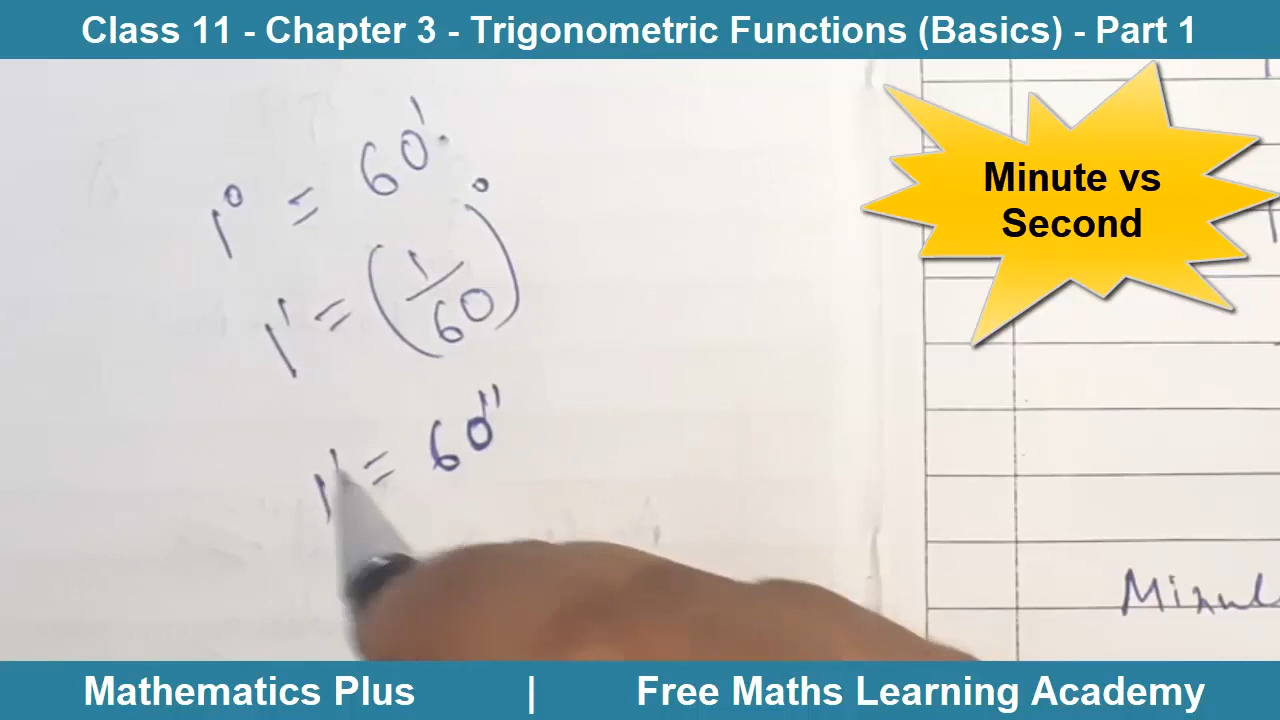 Class 11 - Chapter 3 - Trigonometric Functions (Basics) - Part 1
1° = 60'
1' = (1/60)°
1' = 60''
Minute vs
Second
Mathematics Plus | Free Maths Learning Academy